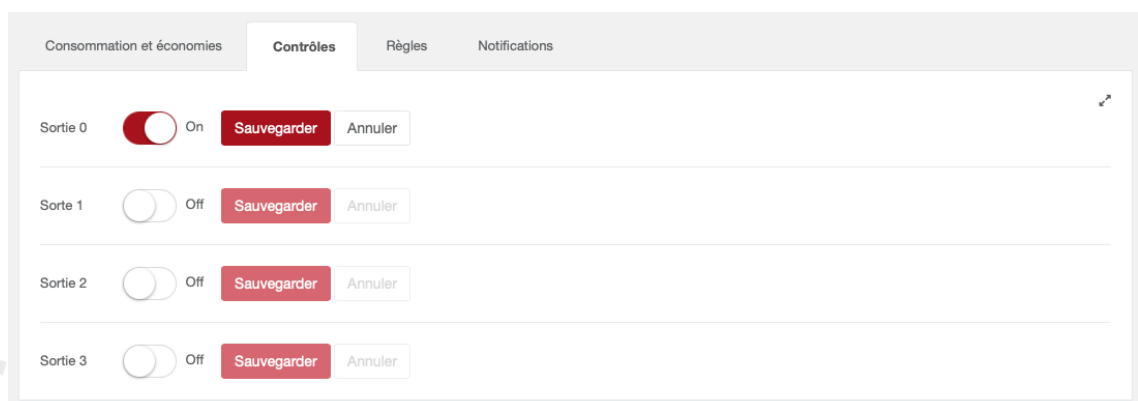 Consommation et économies Contrôles Règles Notifications
Sortie 0 On Sauvegarder Annuler
Sorte 1 Off Sauvegarder Annuler
Sortie 2 Off Sauvegarder Annuler
Sortie 3 Off Sauvegarder Annuler